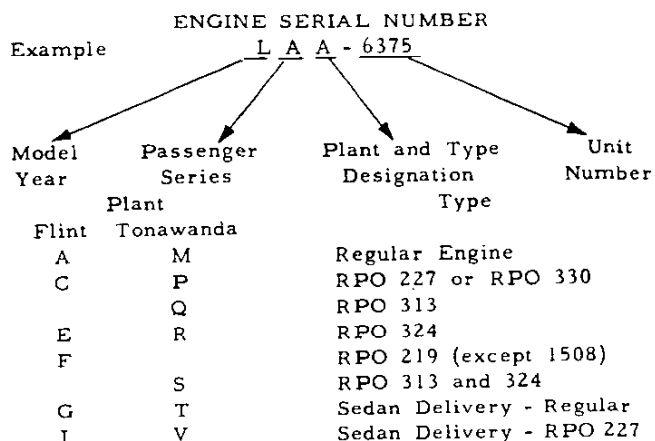 ENGINE SERIAL NUMBER
Example L A A - 6375
Model Passenger Plant and Type Unit
Year Series Designation Number
Plant Type
Flint Tonawanda
A M Regular Engine
C P RPO 227 or RPO 330
Q RPO 313
E R RPO 324
F RPO 219 (except 1508)
S RPO 313 and 324
G T Sedan Delivery - Regular
V Sedan Delivery - RPO 227